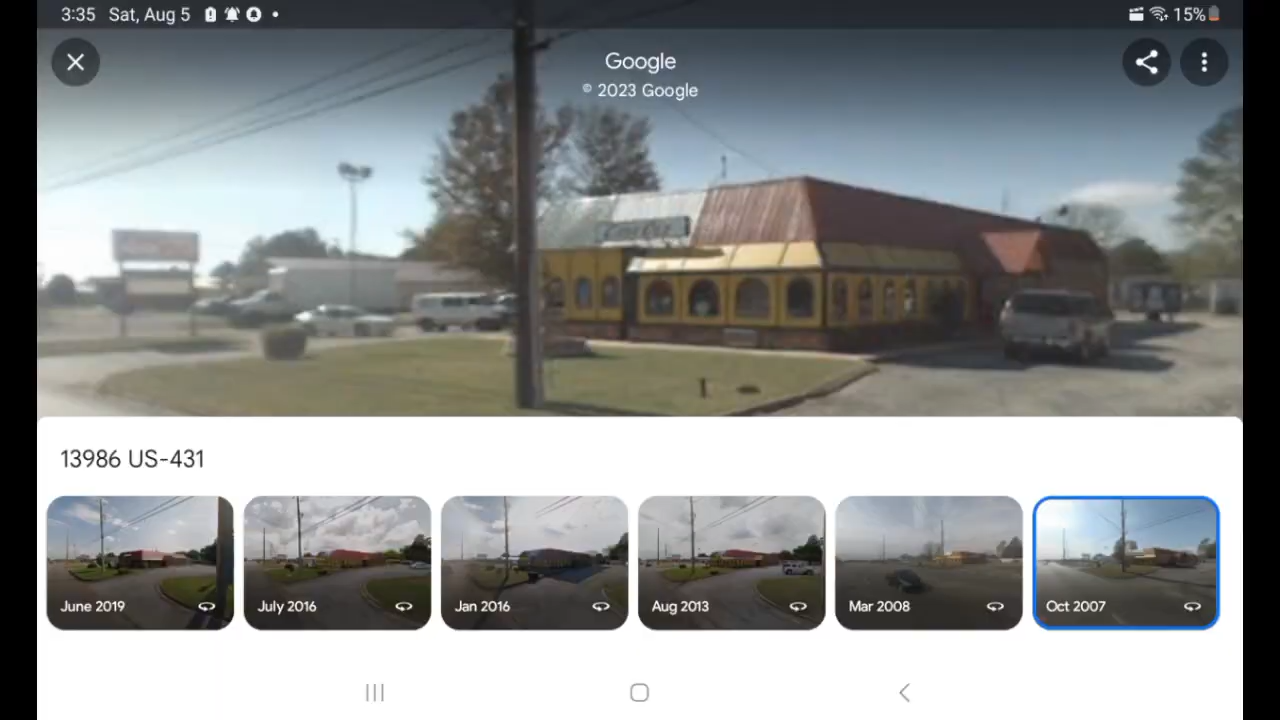 3:35 Sat, Aug 5
15%
Google
© 2023 Google
13986 US-431
June 2019
July 2016
Jan 2016
Aug 2013
Mar 2008
Oct 2007